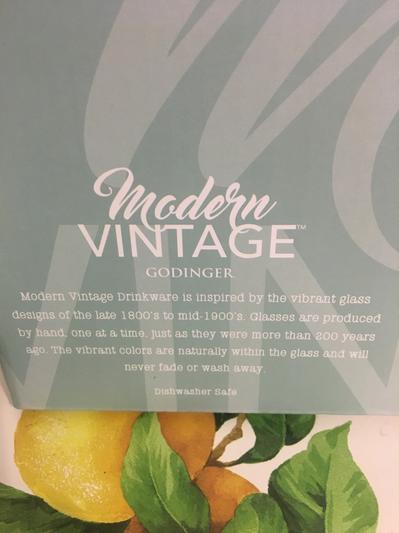 Modern
VINTAGE™
GODINGER
Modern Vintage Drinkware is inspired by the vibrant glass
designs of the late 1800's to mid-1900's. Glasses are produced
by hand, one at a time, just as they were more than 200 years
ago. The vibrant colors are naturally within the glass and will
never fade or wash away.
Dishwasher Safe